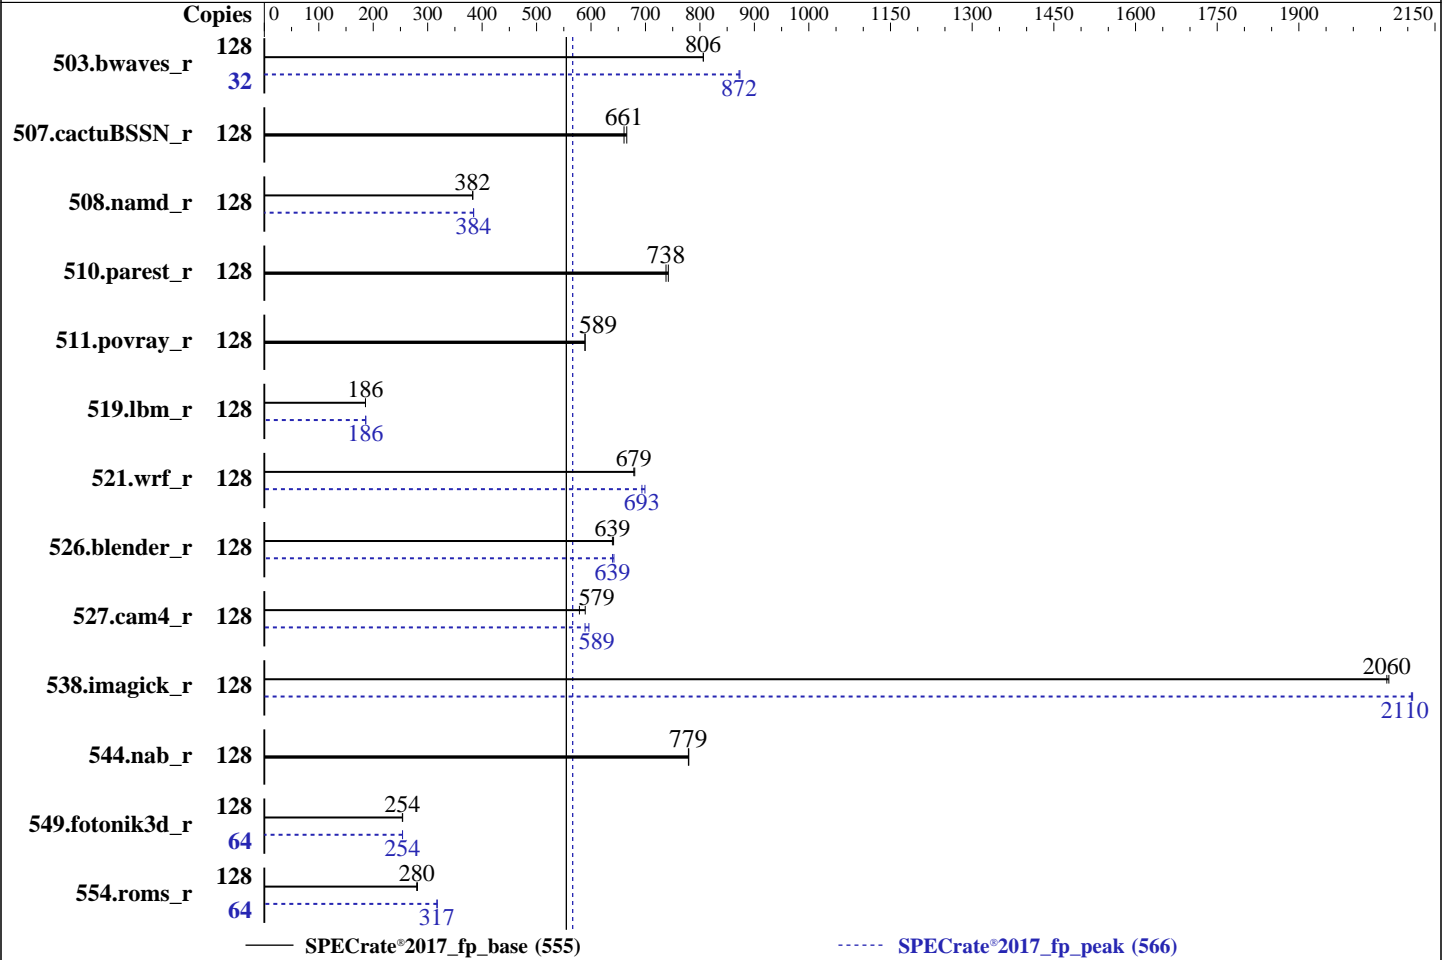 Copies 0 100 200 300 400 500 600 700 800 900 1000 1150 1300 1450 1600 1750 1900 2150
503.bwaves_r 128 806
32 872
507.cactuBSSN_r 128 661
508.namd_r 128 382
384
510.parest_r 128 738
511.povray_r 128 589
519.lbm_r 128 186
186
521.wrf_r 128 679
693
526.blender_r 128 639
639
527.cam4_r 128 579
589
538.imagick_r 128 2060
2110
544.nab_r 128 779
549.fotonik3d_r 128 254
64 254
554.roms_r 128 280
64 317
SPECrate®2017_fp_base (555) SPECrate®2017_fp_peak (566)